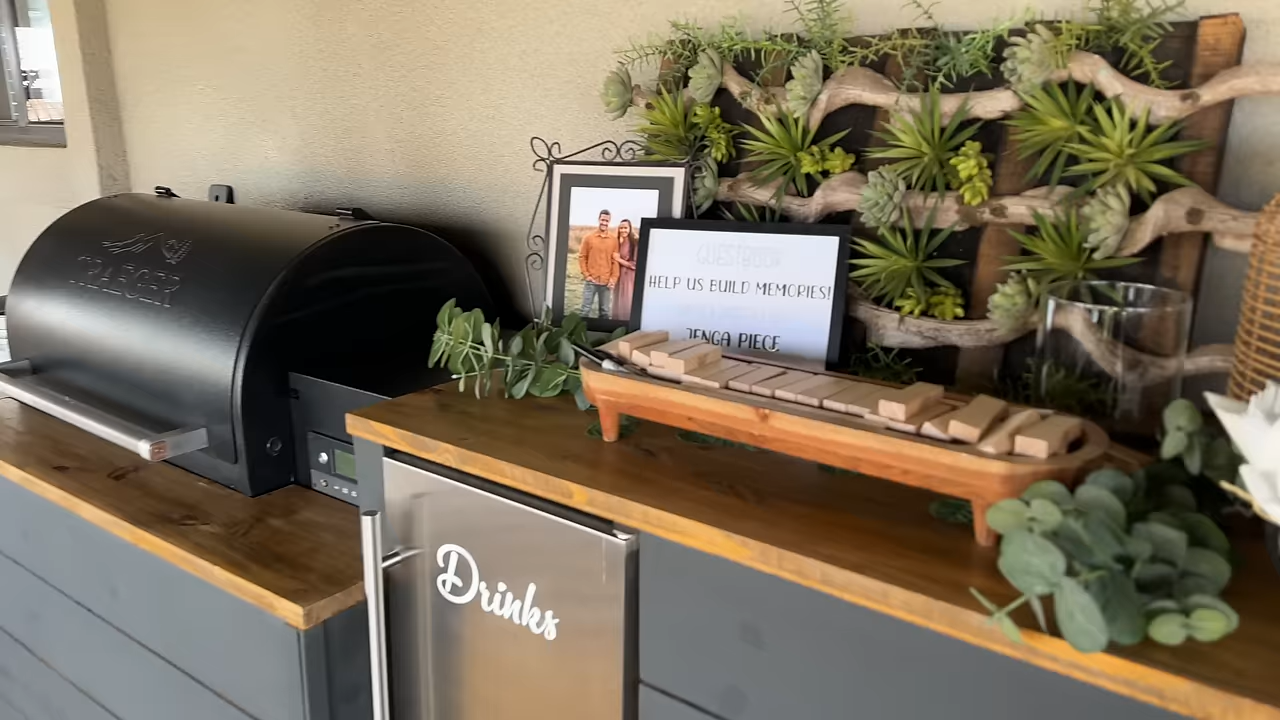 TRAEGER
GUESTBOOK
HELP US BUILD MEMORIES!
JENGA PIECE
Drinks